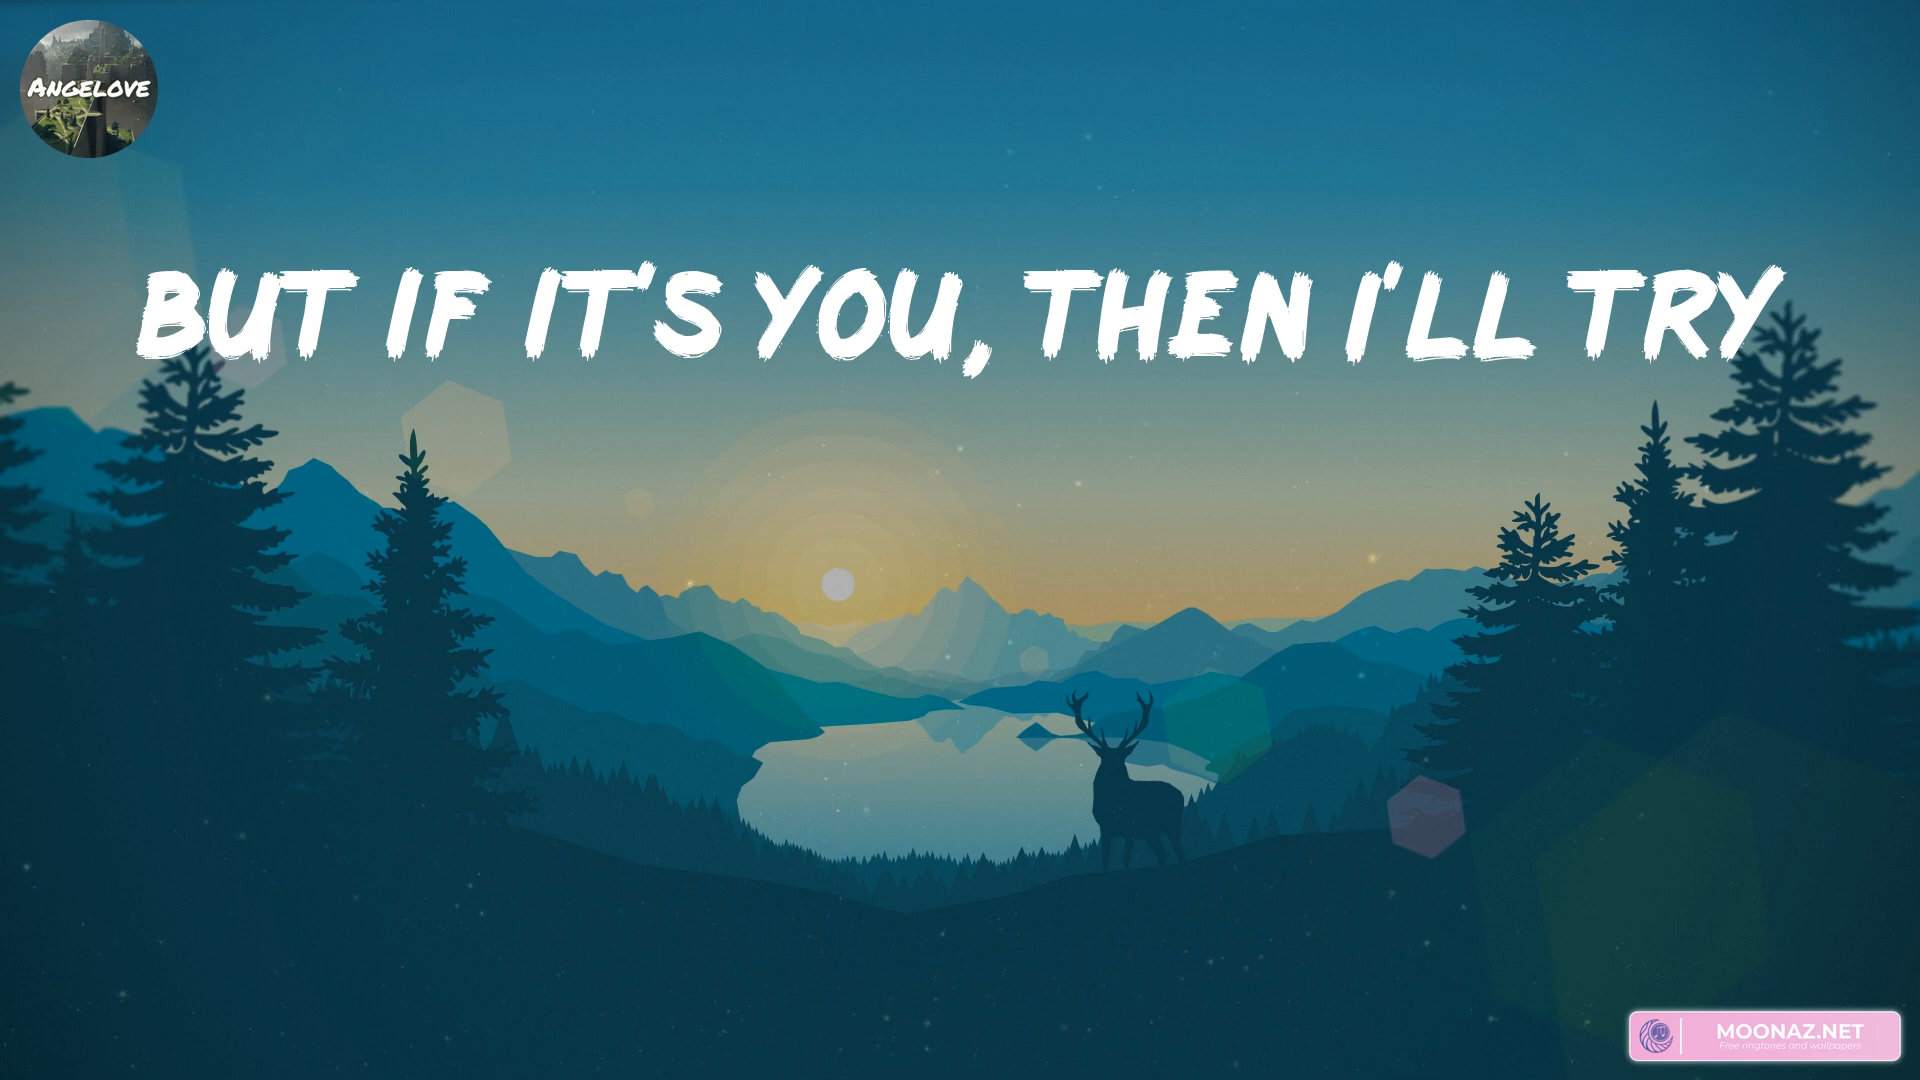 ANGELOVE
BUT IF IT'S YOU, THEN I'LL TRY
MOONAZ.NET
Free ringtones and wallpapers